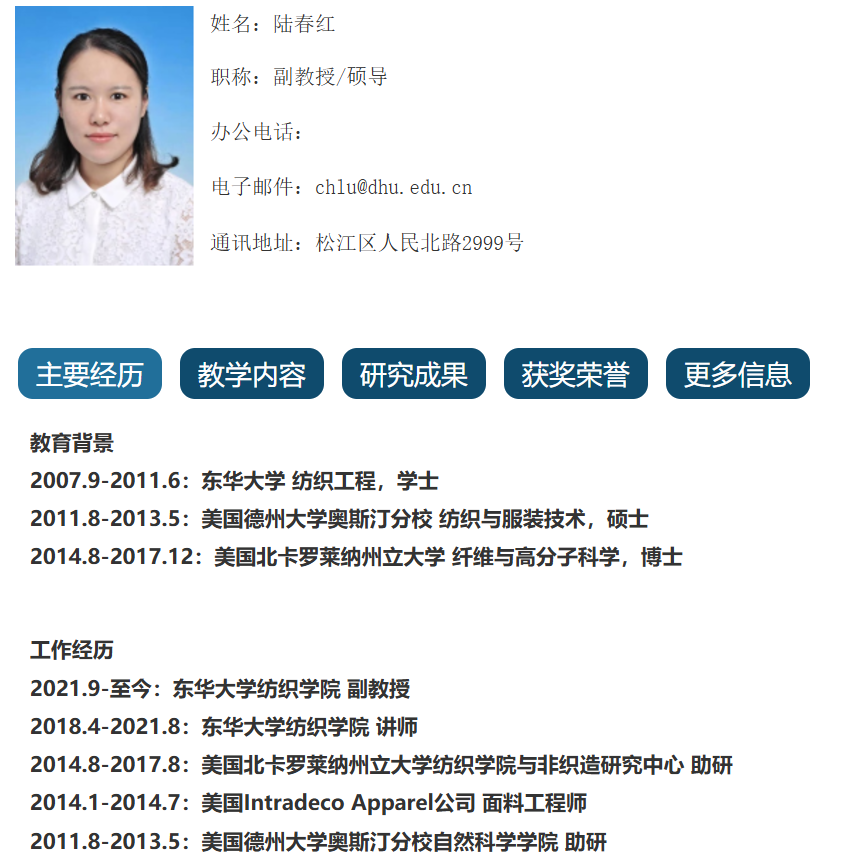 姓名：陆春红
职称：副教授/硕导
办公电话：
电子邮件：chlu@dhu.edu.cn
通讯地址：松江区人民北路2999号
主要经历 教学内容 研究成果 获奖荣誉 更多信息
教育背景
2007.9-2011.6：东华大学 纺织工程，学士
2011.8-2013.5：美国德州大学奥斯汀分校 纺织与服装技术，硕士
2014.8-2017.12：美国北卡罗莱纳州立大学 纤维与高分子科学，博士
工作经历
2021.9-至今：东华大学纺织学院 副教授
2018.4-2021.8：东华大学纺织学院 讲师
2014.8-2017.8：美国北卡罗莱纳州立大学纺织学院与非织造研究中心 助研
2014.1-2014.7：美国Intradeco Apparel公司 面料工程师
2011.8-2013.5：美国德州大学奥斯汀分校自然科学学院 助研